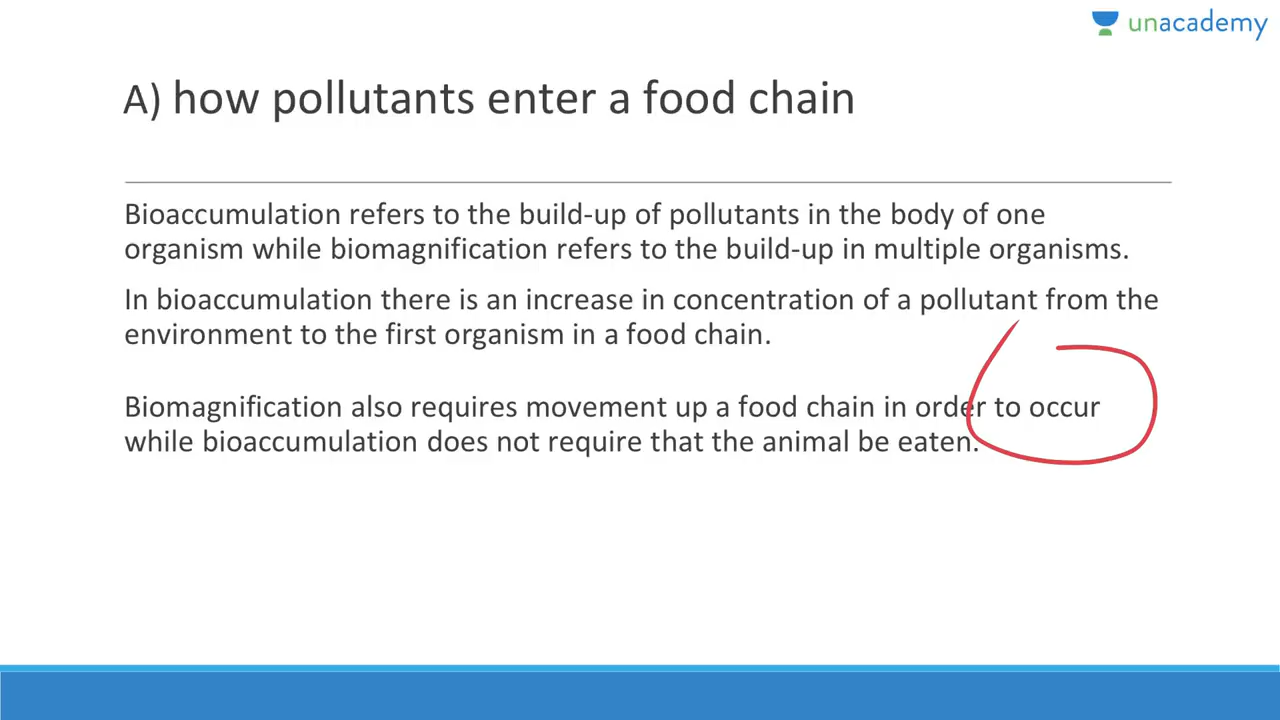 unacademy
A) how pollutants enter a food chain
Bioaccumulation refers to the build-up of pollutants in the body of one
organism while biomagnification refers to the build-up in multiple organisms.
In bioaccumulation there is an increase in concentration of a pollutant from the
environment to the first organism in a food chain.
Biomagnification also requires movement up a food chain in order to occur
while bioaccumulation does not require that the animal be eaten.